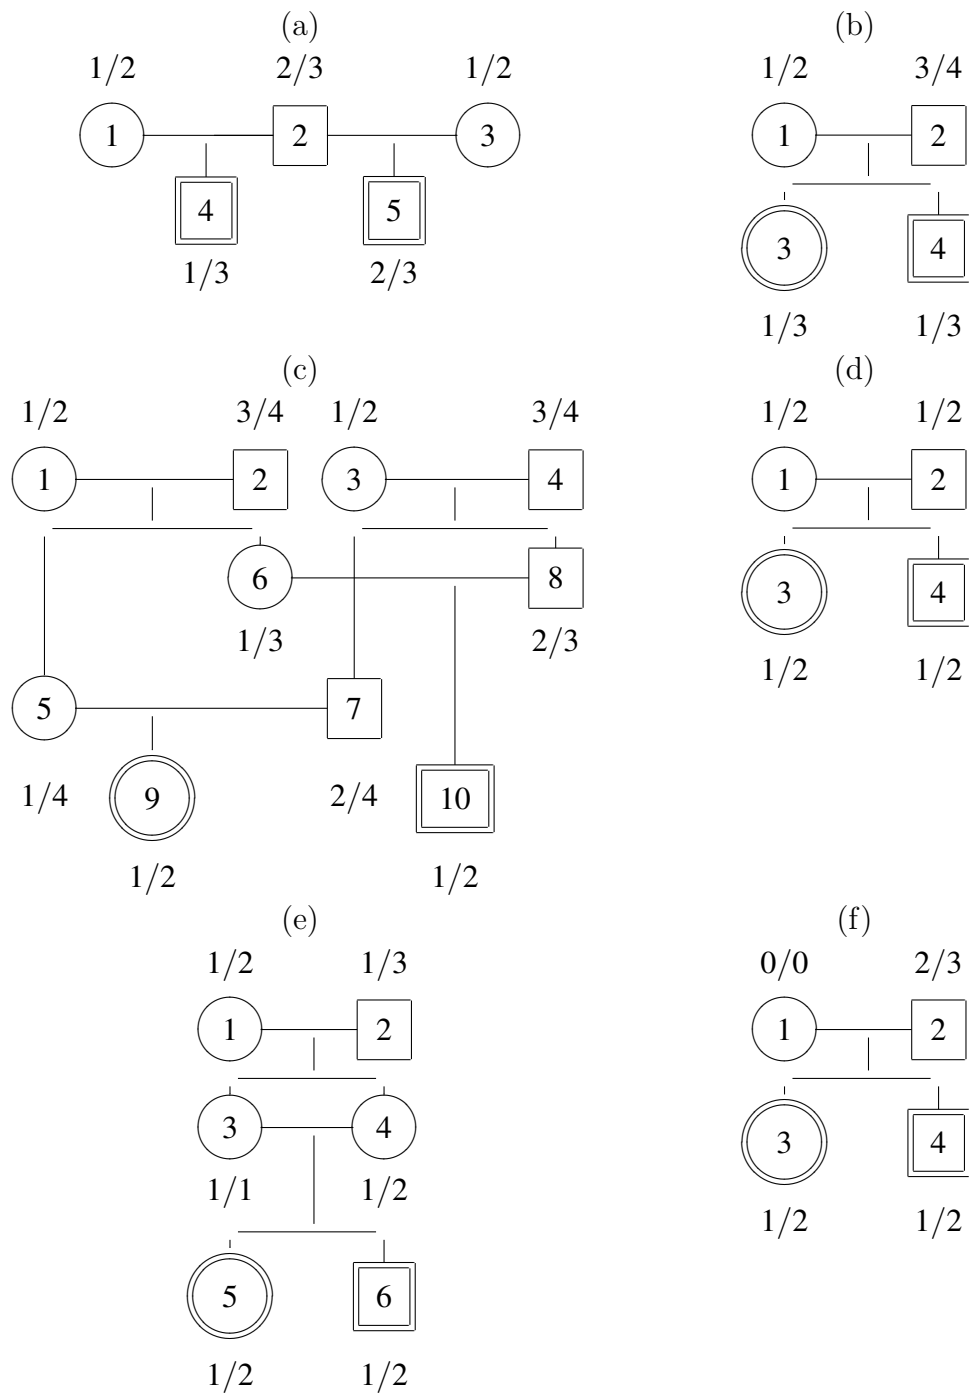 (a) (b)
1/2 2/3 1/2 1/2 3/4
1 2 3 1 2
4 5 3 4
1/3 2/3 1/3 1/3
(c) (d)
1/2 3/4 1/2 3/4 1/2 1/2
1 2 3 4 1 2
6 8 3 4
1/3 2/3 1/2 1/2
5 7
1/4 9 2/4 10
1/2 1/2
(e) (f)
1/2 1/3 0/0 2/3
1 2 1 2
3 4 3 4
1/1 1/2 1/2 1/2
5 6
1/2 1/2